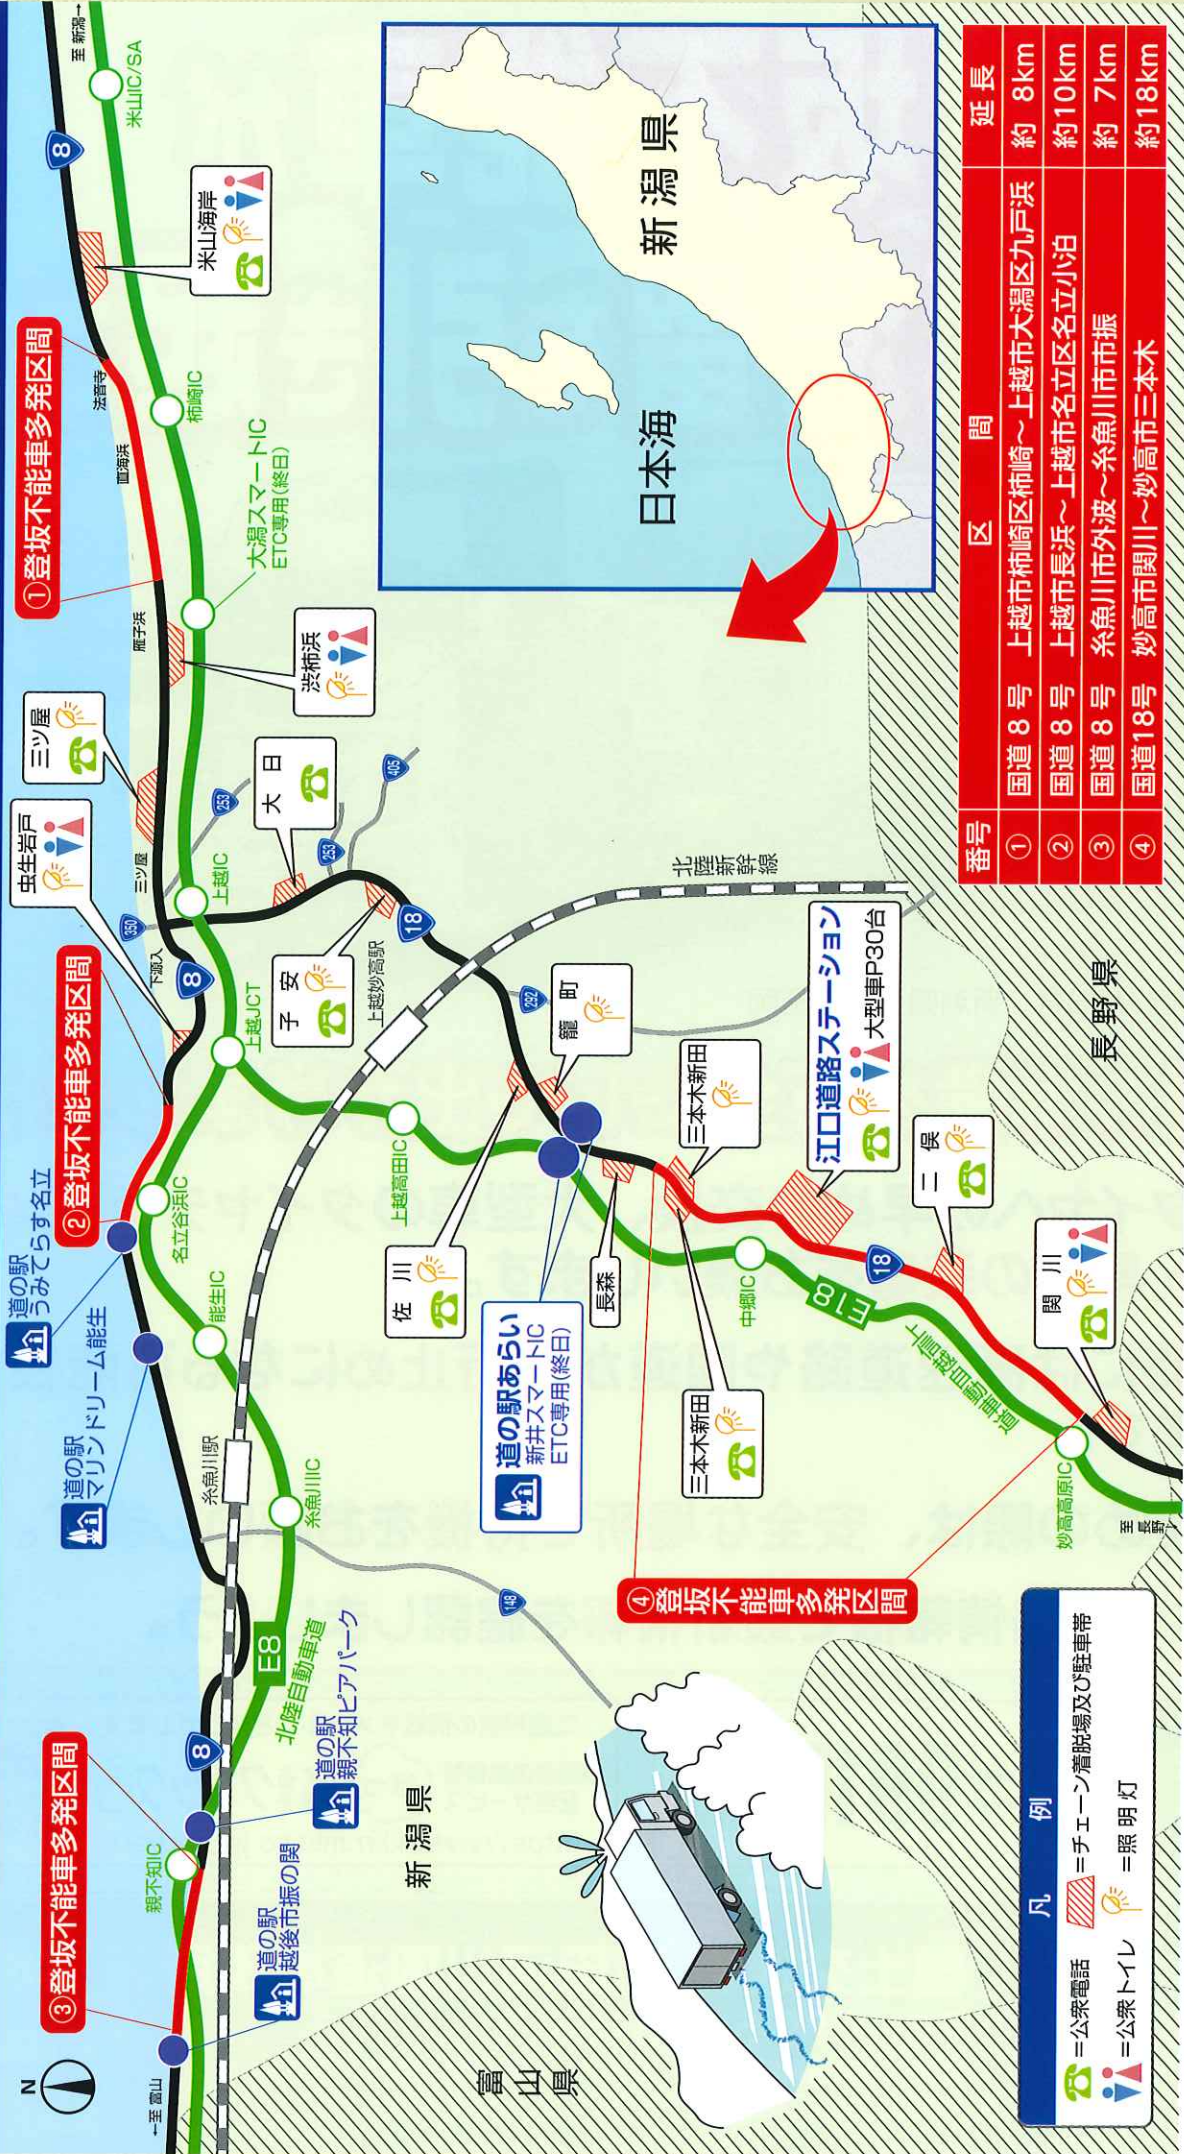 N
←至 富山
③登坂不能車多発区間
親不知IC
道の駅
越後市振の関
8
道の駅
親不知ピアパーク
E8
北陸自動車道
新潟県
富山県
148
糸魚川駅
糸魚川IC
道の駅
マリンドリーム能生
能生IC
道の駅
うみてらす名立
②登坂不能車多発区間
名立谷浜IC
虫生岩戸
下源入
8
上越JCT
350
三ツ屋
三ツ屋
上越IC
253
大日
253
405
子安
18
上越妙高駅
北陸新幹線
渋柿浜
雁子浜
①登坂不能車多発区間
直海浜
法音寺
大潟スマートIC
ETC専用(終日)
柿崎IC
米山海岸
8
米山IC/SA
至 新潟→
上越高田IC
佐川
籠町
292
道の駅あらい
新井スマートIC
ETC専用(終日)
長森
三本木新田
三本木新田
江口道路ステーション
大型車P30台
中郷IC
E18
18
上信越自動車道
二俣
関川
妙高高原IC
至 長野
④登坂不能車多発区間
長野県
日本海
新潟県
番号 区間 延長
① 国道8号 上越市柿崎区柿崎～上越市大潟区九戸浜 約 8km
② 国道8号 上越市長浜～上越市名立区名立小泊 約10km
③ 国道8号 糸魚川市外波～糸魚川市市振 約 7km
④ 国道18号 妙高市関川～妙高市三本木 約18km
凡例
=公衆電話 =チェーン着脱場及び駐車帯
=公衆トイレ =照明灯